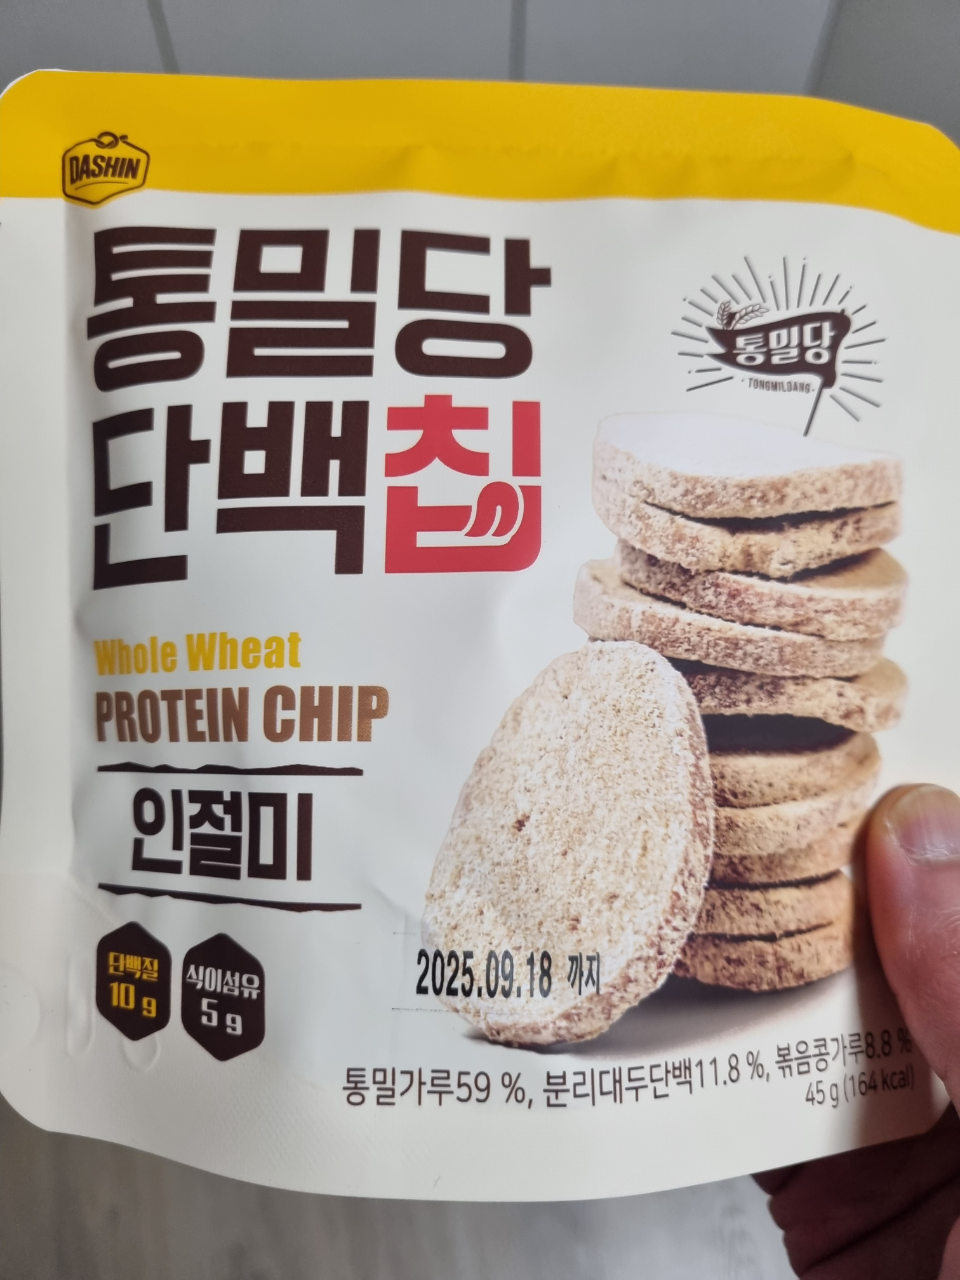 DASHIN
통밀당
단백칩
통밀당
· TONGMILDANG ·
Whole Wheat
PROTEIN CHIP
인절미
단백질
10 g
식이섬유
5 g
2025.09.18 까지
통밀가루59 %, 분리대두단백11.8 %, 볶음콩가루8.8 %
45 g (164 kcal)